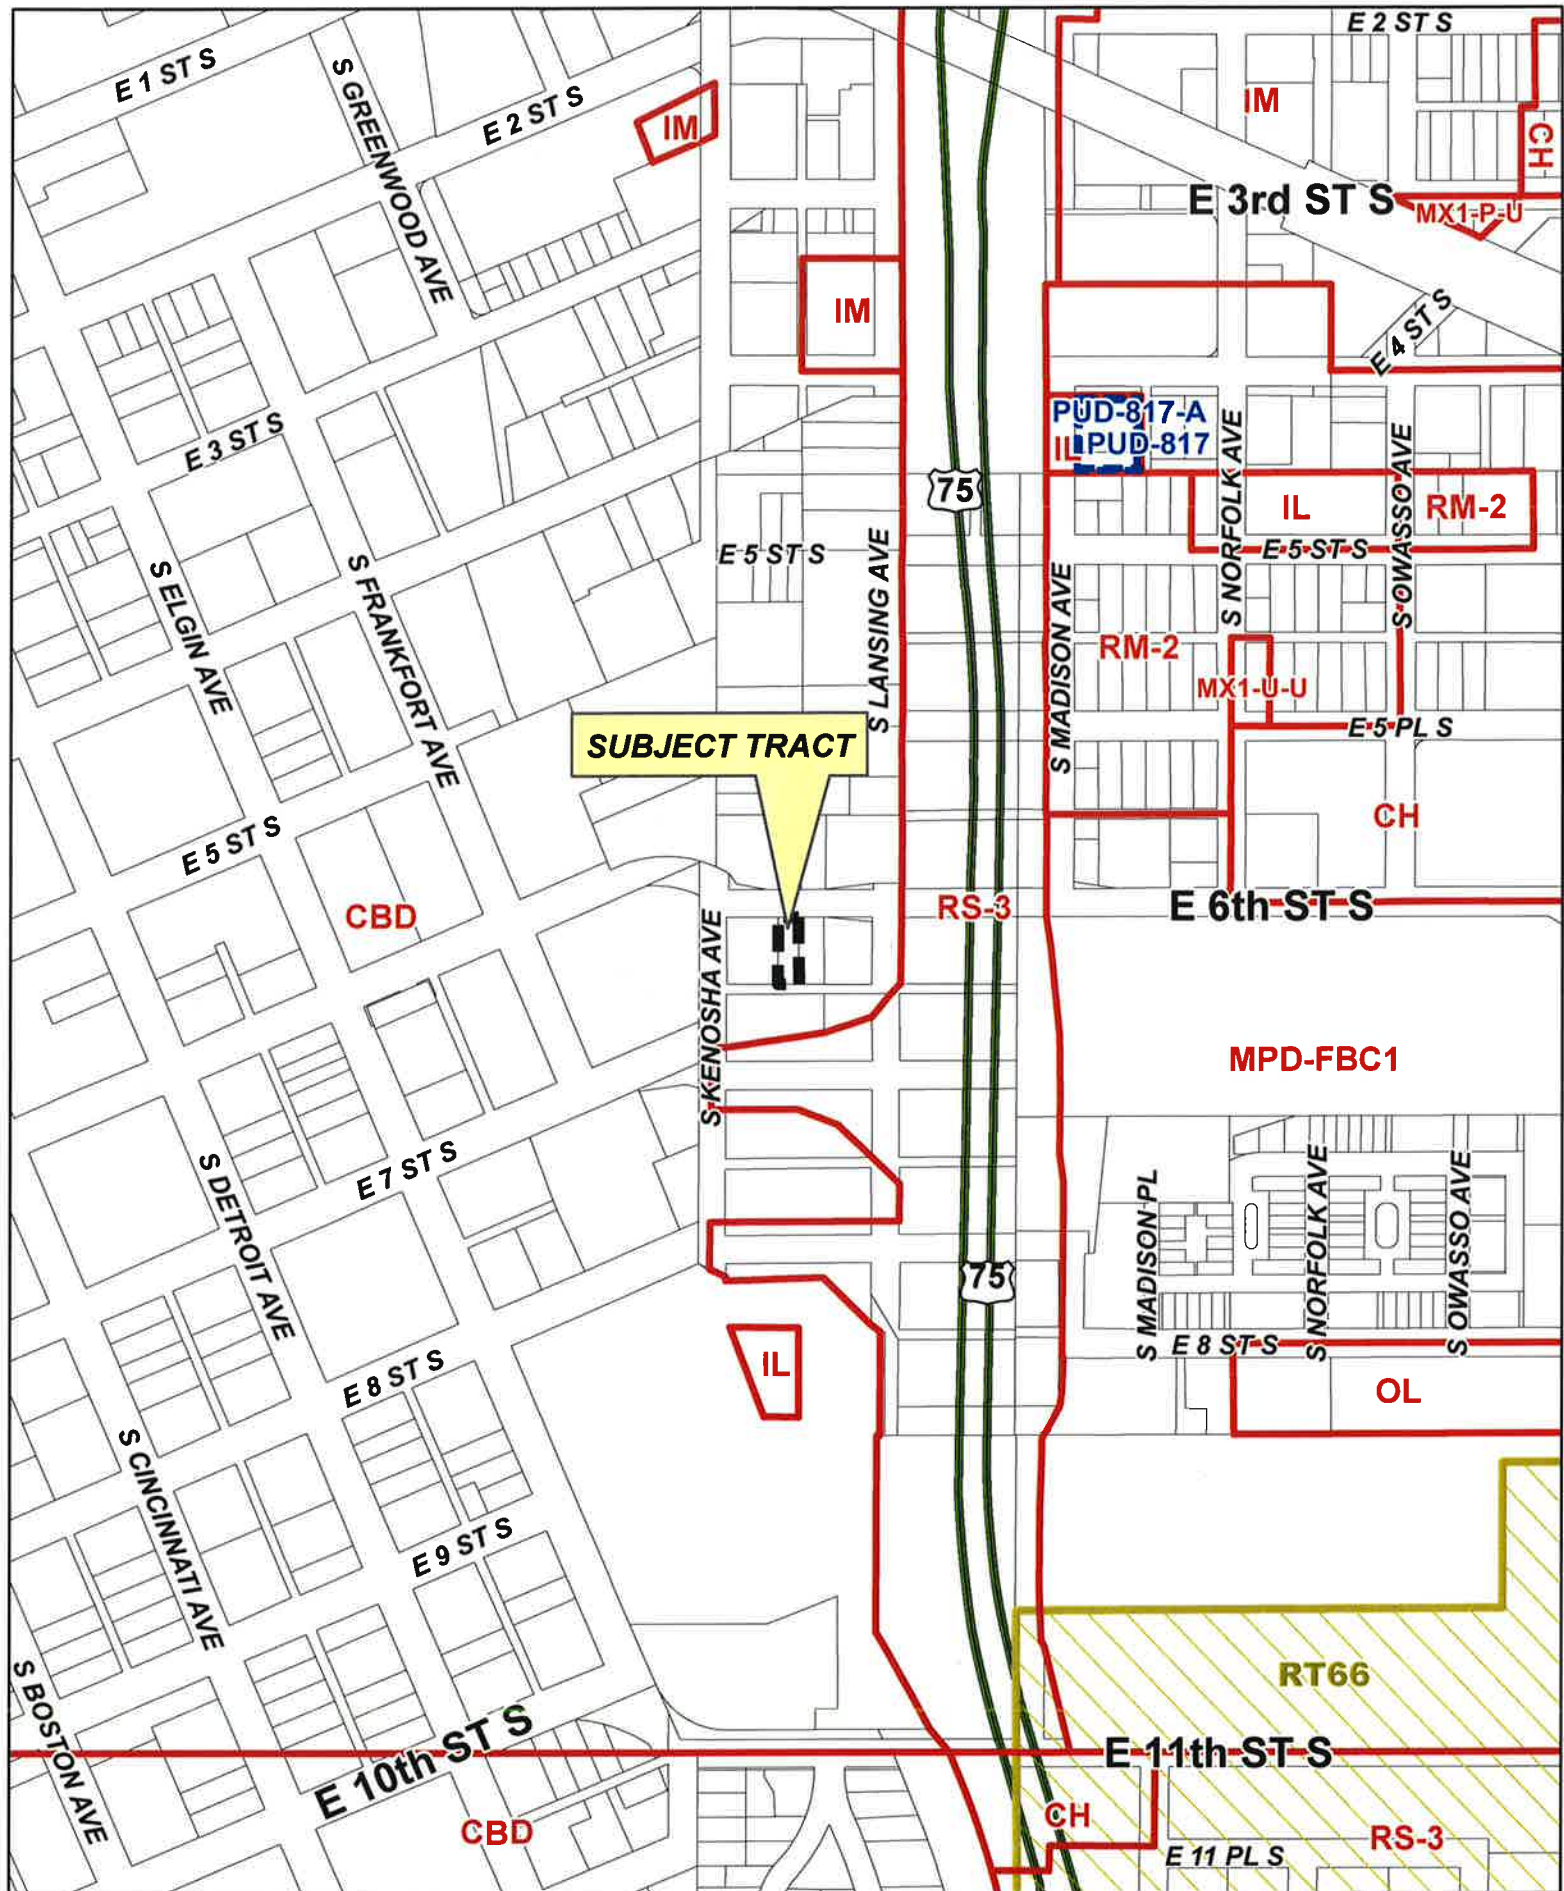 E 1 ST S
S GREENWOOD AVE
E 2 ST S
IM
E 2 ST S
IM
CH
E 3rd ST S
MX1-P-U
IM
E 4 ST S
E 3 ST S
PUD-817-A
IL
PUD-817
75
S NORFOLK AVE
S OWASSO AVE
IL
RM-2
E 5 ST S
E 5 ST S
S ELGIN AVE
S FRANKFORT AVE
S LANSING AVE
S MADISON AVE
RM-2
MX1-U-U
E 5 PL S
SUBJECT TRACT
E 5 ST S
CH
CBD
RS-3
E 6th ST S
S KENOSHA AVE
MPD-FBC1
E 7 ST S
S DETROIT AVE
S MADISON PL
S NORFOLK AVE
S OWASSO AVE
75
E 8 ST S
E 8 ST S
IL
OL
S CINCINNATI AVE
E 9 ST S
S BOSTON AVE
RT66
E 10th ST S
E 11th ST S
CBD
CH
RS-3
E 11 PL S